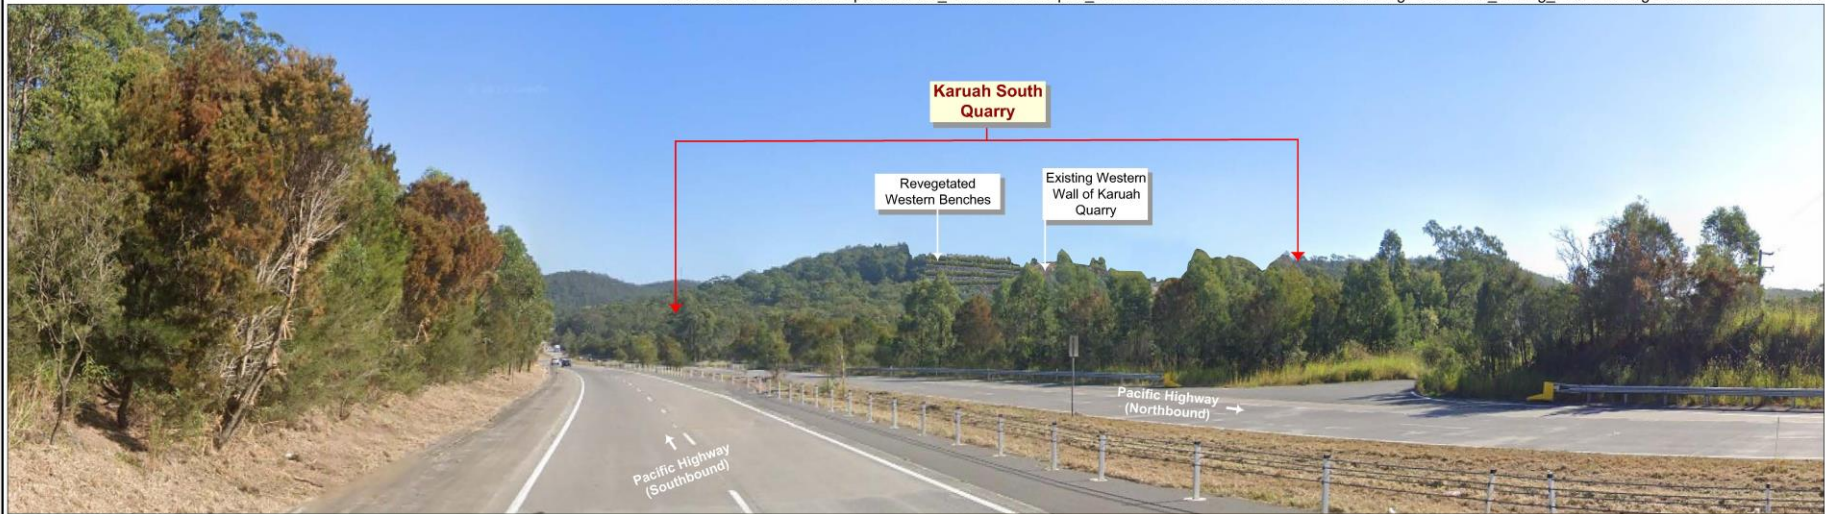 Karuah South
Quarry
Revegetated
Western Benches
Existing Western
Wall of Karuah
Quarry
Pacific Highway
(Northbound)
Pacific Highway
(Southbound)